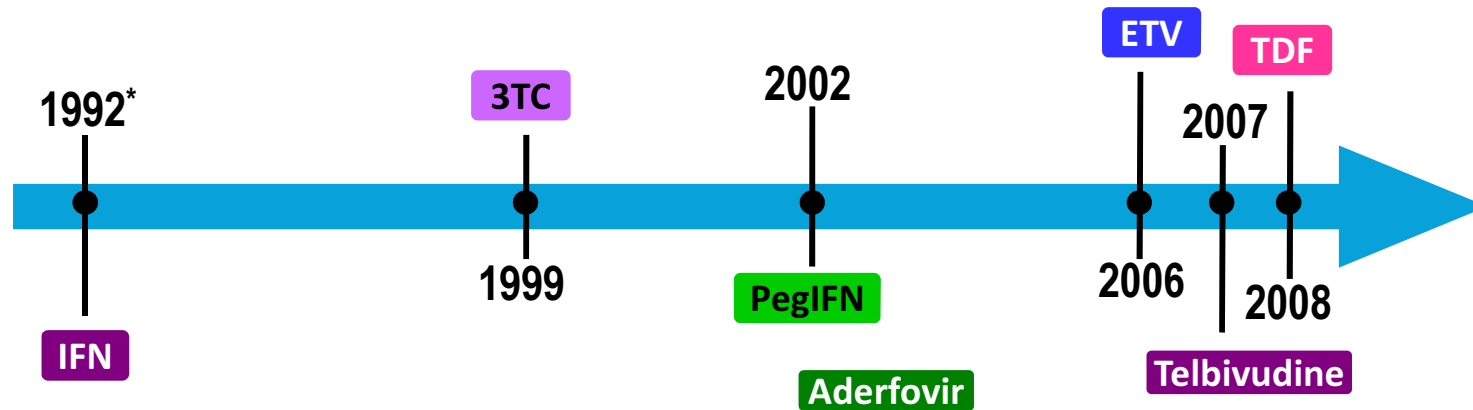 ETV
TDF
3TC
2002
1992*
2007
1999
2006
2008
PegIFN
IFN
Telbivudine
Aderfovir